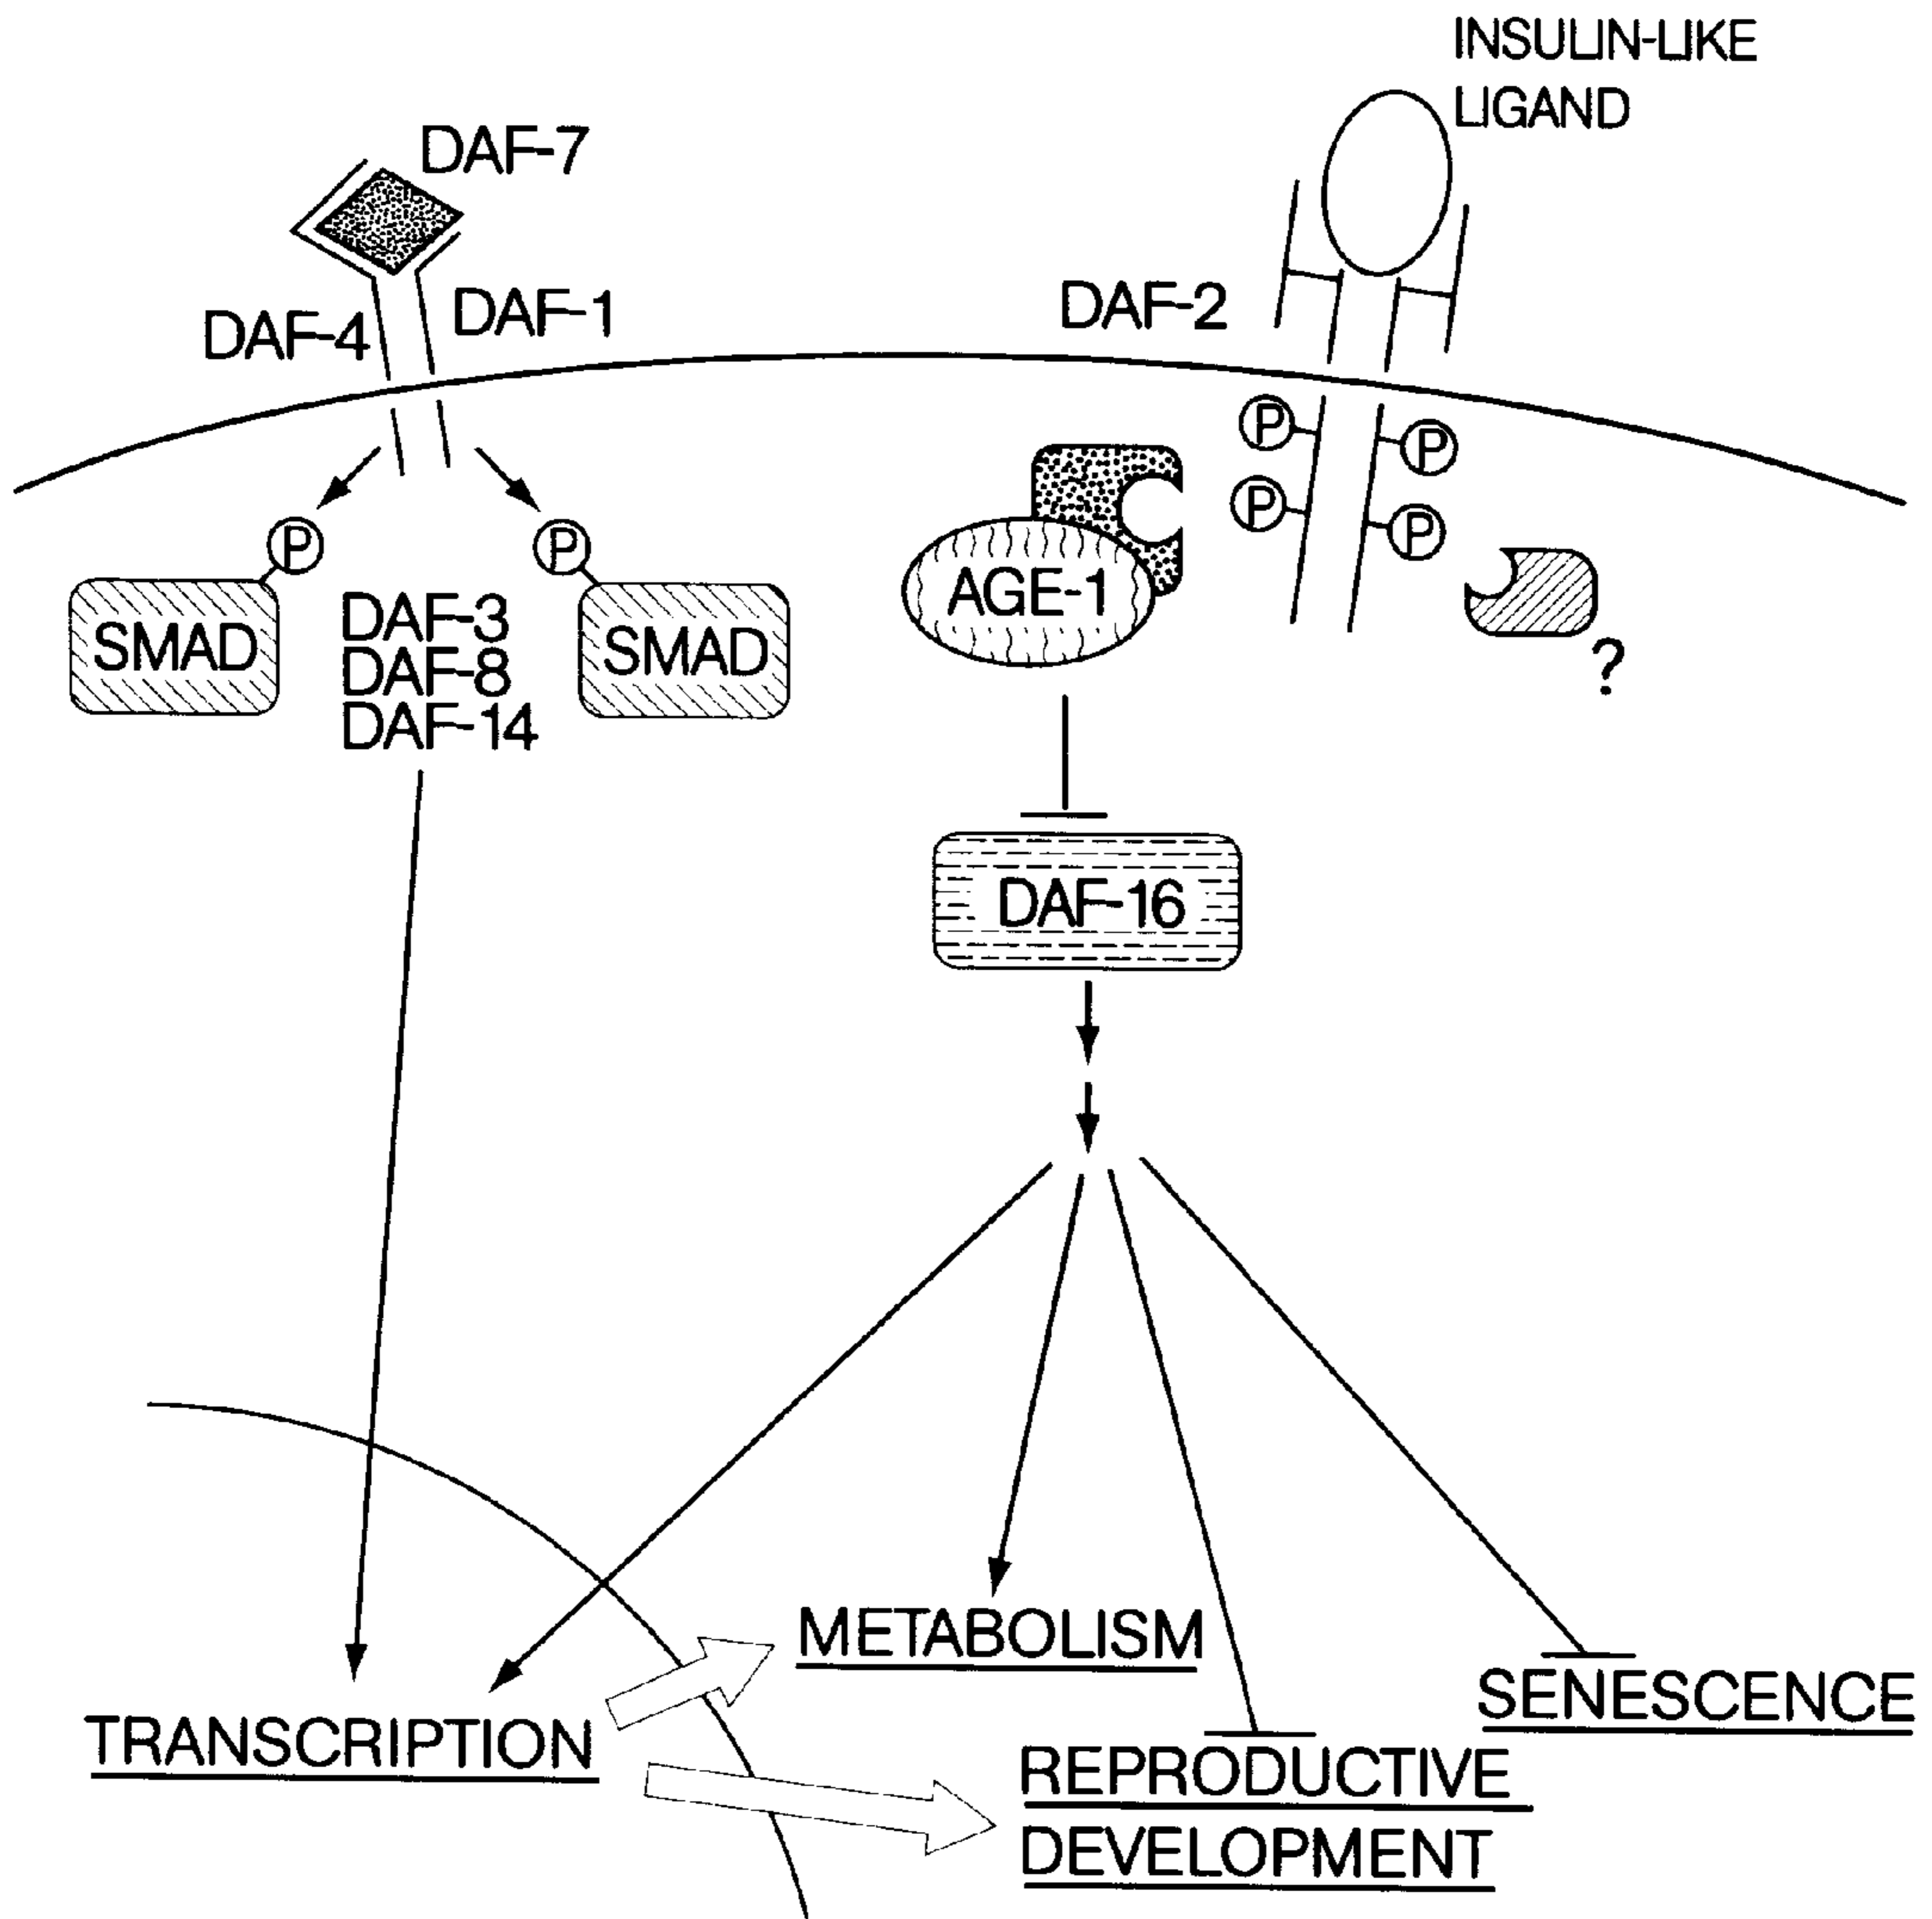 INSULIN-LIKE
LIGAND
DAF-7
DAF-4
DAF-1
DAF-2
P
P
P
P
P
P
SMAD
DAF-3
DAF-8
DAF-14
SMAD
AGE-1
?
DAF-16
METABOLISM
SENESCENCE
TRANSCRIPTION
REPRODUCTIVE
DEVELOPMENT